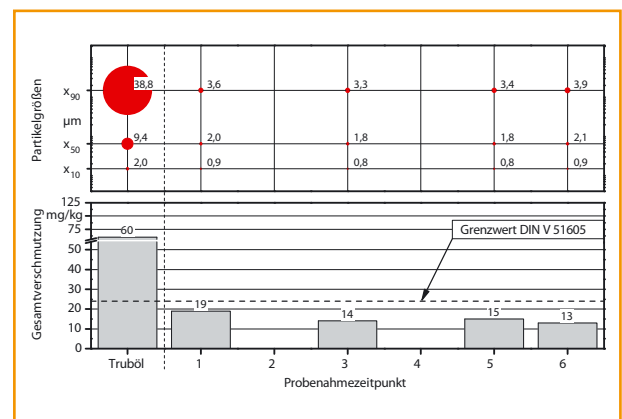 Partikelgrößen
µm
x90 38,8 3,6 3,3 3,4 3,9
x50 9,4 2,0 1,8 1,8 2,1
x10 2,0 0,9 0,8 0,8 0,9
Gesamtverschmutzung
mg/kg
125
75
50
40
30
20
10
0
Grenzwert DIN V 51605
60 19 14 15 13
Truböl 1 2 3 4 5 6
Probenahmezeitpunkt